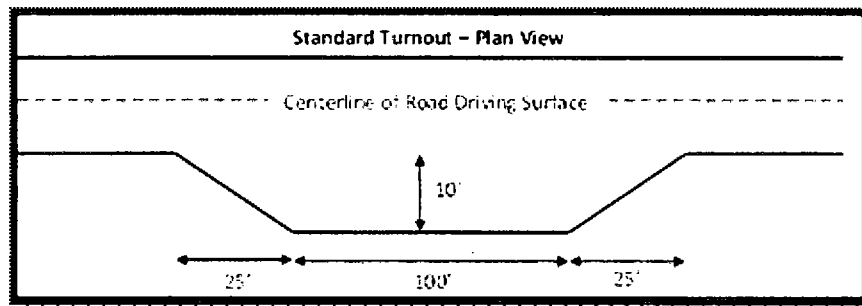 Standard Turnout – Plan View
Centerline of Road Driving Surface
10'
25' 100' 25'